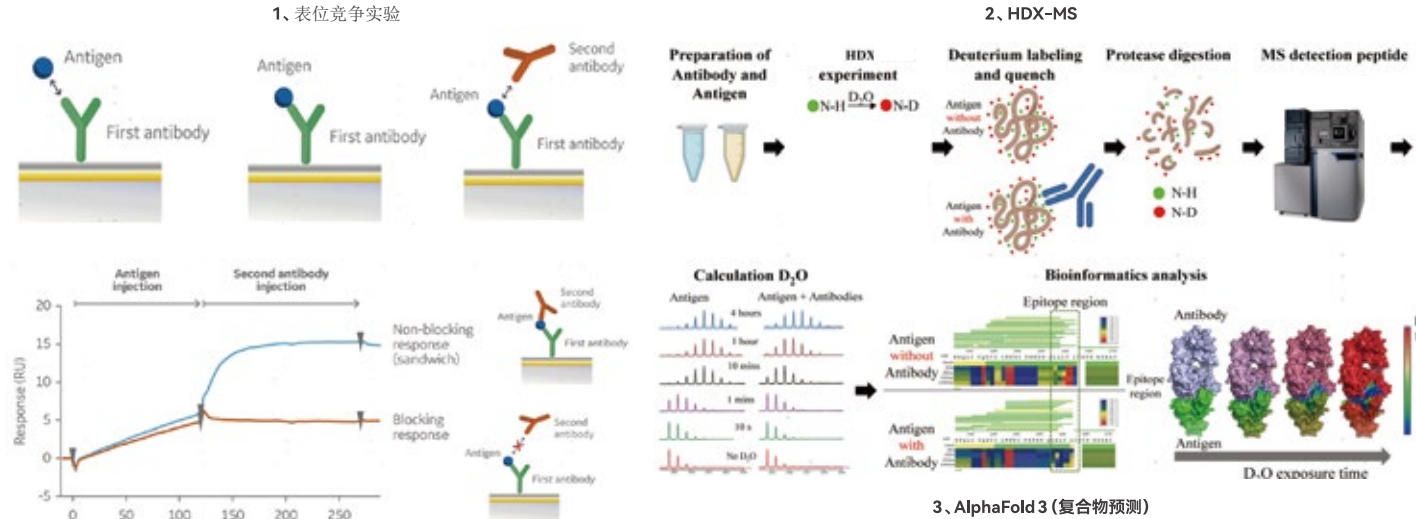 1、表位竞争实验
Antigen
First antibody
Antigen
First antibody
Second
antibody
Antigen
First antibody
Antigen
injection
Second antibody
injection
Response (RU)
20
15
10
5
0
-5
0
50
100
150
200
250
Non-blocking
response
(sandwich)
Blocking
response
Second
antibody
Antigen
First antibody
Second
antibody
Antigen
First antibody
2、HDX-MS
Preparation of
Antibody and
Antigen
HDX
experiment
N-H D₂O N-D
Deuterium labeling
and quench
Antigen
without
Antibody
Antigen
with
Antibody
Protease digestion
N-H
N-D
MS detection peptide
Calculation D₂O
Antigen
Antigen + Antibodies
4 hours
1 hour
10 mins
1 mins
10 s
No D₂O
Bioinformatics analysis
Epitope region
Antigen
without
Antibody
Antigen
with
Antibody
Antibody
Epitope
region
Antigen
D₂O exposure time
3、AlphaFold 3 (复合物预测)